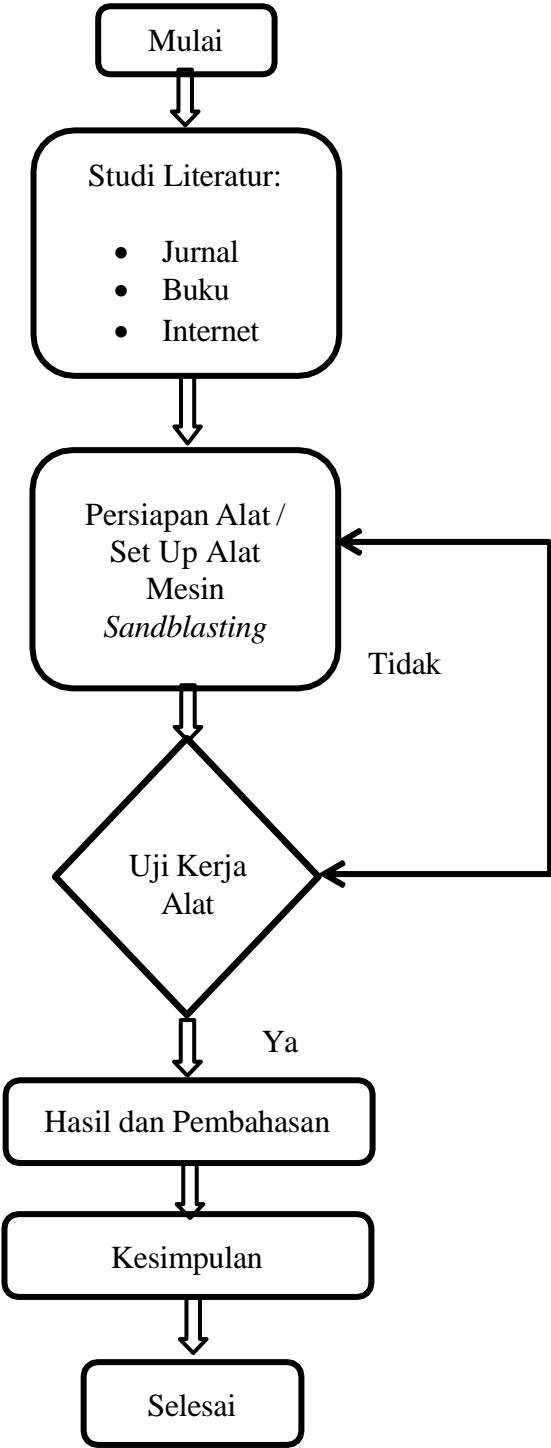 Mulai
Studi Literatur:
• Jurnal
• Buku
• Internet
Persiapan Alat /
Set Up Alat
Mesin
Sandblasting
Tidak
Uji Kerja
Alat
Ya
Hasil dan Pembahasan
Kesimpulan
Selesai